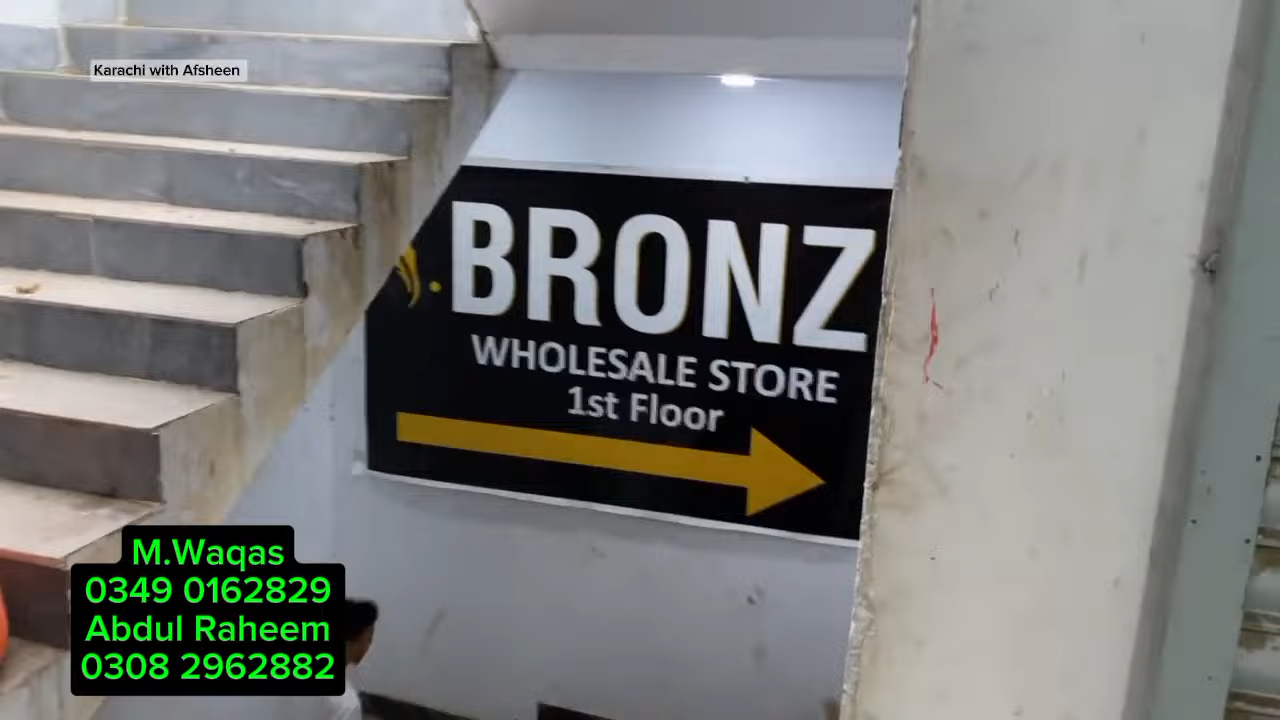 Karachi with Afsheen
BRONZ
WHOLESALE STORE
1st Floor
M.Waqas
0349 0162829
Abdul Raheem
0308 2962882